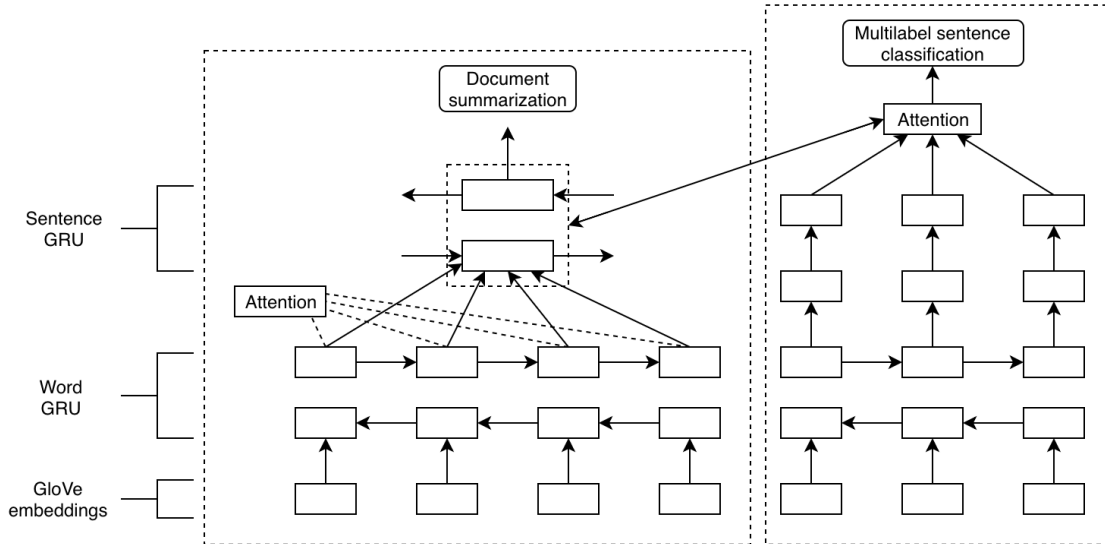 Multilabel sentence
classification
Document
summarization
Attention
Sentence
GRU
Attention
Word
GRU
GloVe
embeddings